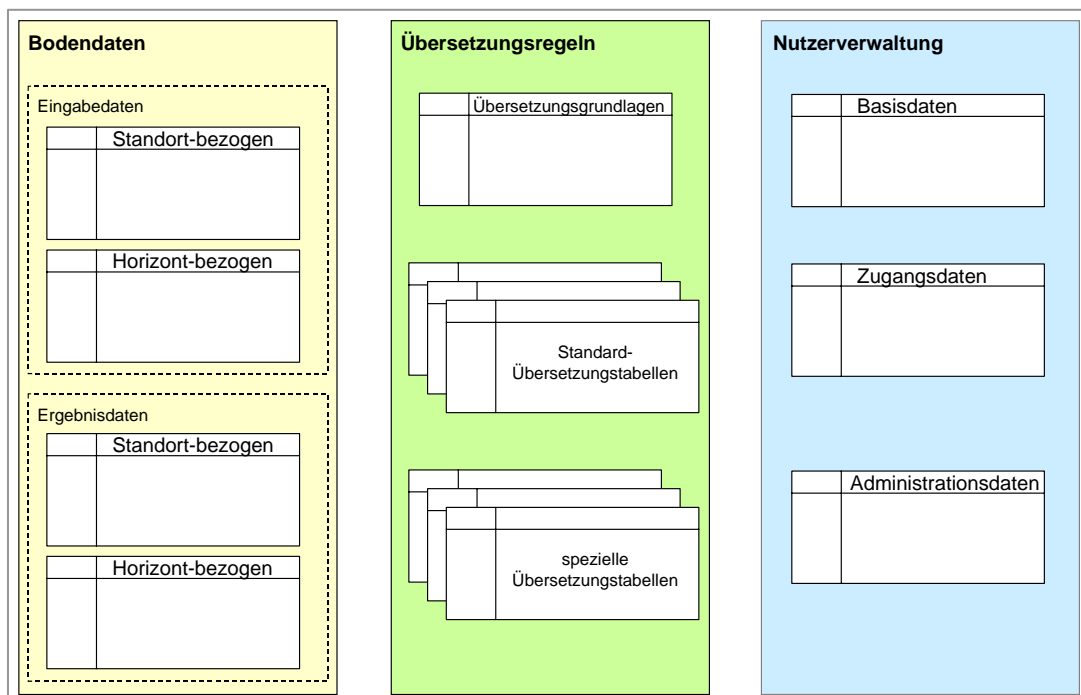 Bodendaten
Eingabedaten
Standort-bezogen
Horizont-bezogen
Ergebnisdaten
Standort-bezogen
Horizont-bezogen
Übersetzungsregeln
Übersetzungsgrundlagen
Standard-
Übersetzungstabellen
spezielle
Übersetzungstabellen
Nutzerverwaltung
Basisdaten
Zugangsdaten
Administrationsdaten